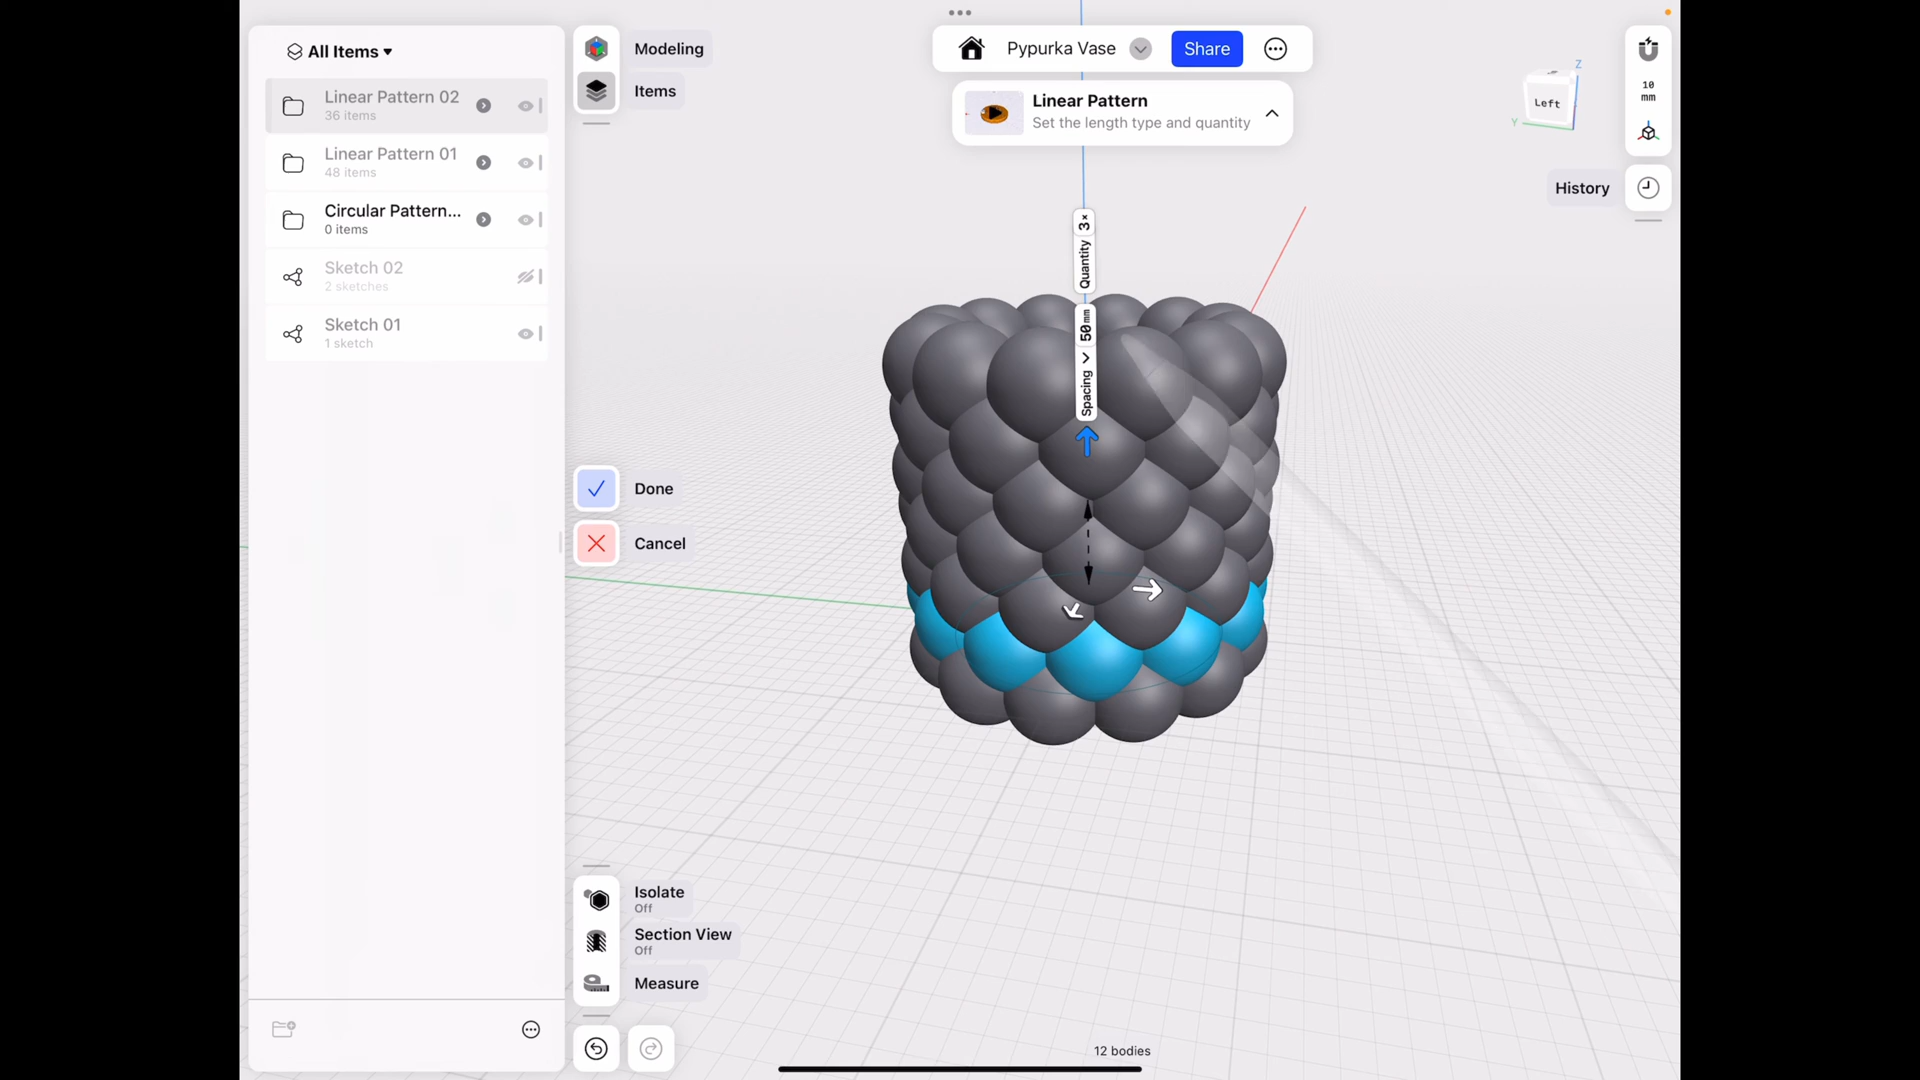 All Items
Linear Pattern 02
36 items
Linear Pattern 01
48 items
Circular Pattern...
0 items
Sketch 02
2 sketches
Sketch 01
1 sketch
Modeling
Items
Pypurka Vase
Share
Linear Pattern
Set the length type and quantity
Left
Z
Y
10
mm
History
Quantity 3×
Spacing 50 mm
Done
Cancel
Isolate
Off
Section View
Off
Measure
12 bodies